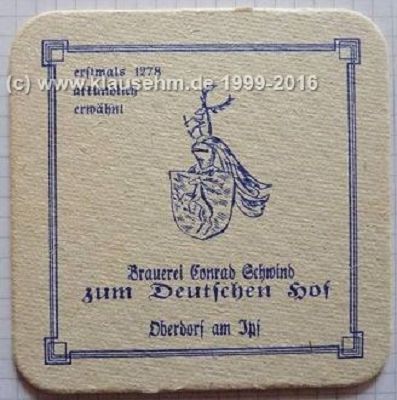 erstmals 1278
(c) www.klausehm.de 1999-2016
urkundlich
erwähnt
Brauerei Conrad Schwind
zum Deutschen Hof
Oberdorf am Ipf